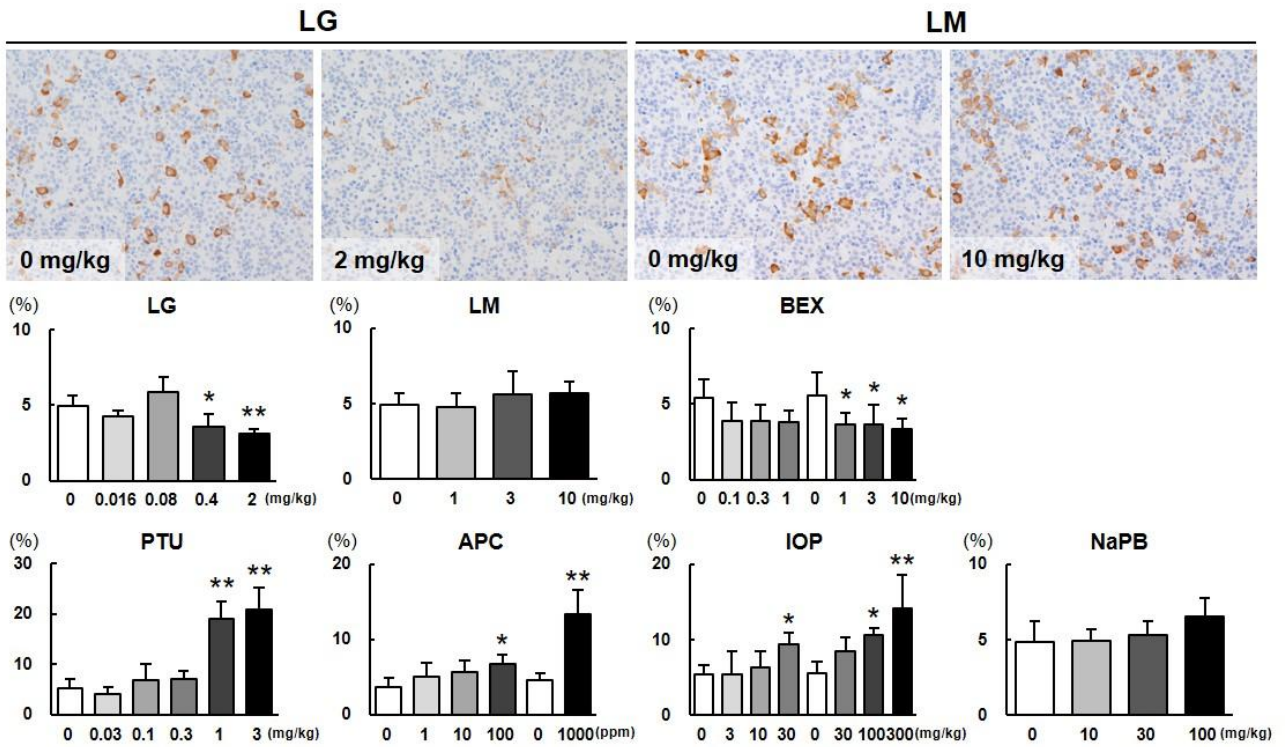 LG LM
0 mg/kg 2 mg/kg 0 mg/kg 10 mg/kg
(%) LG (%) LM (%) BEX
10 10 10
* ** * * *
5 5 5
0 0 0
0 0.016 0.08 0.4 2 (mg/kg) 0 1 3 10 (mg/kg) 0 0.1 0.3 1 0 1 3 10 (mg/kg)
(%) PTU (%) APC (%) IOP (%) NaPB
30 20 20 10
** ** * ** * * **
20
10 10 10 5
0 0 0 0
0 0.03 0.1 0.3 1 3 (mg/kg) 0 1 10 100 0 1000 (ppm) 0 3 10 30 0 30 100 300 (mg/kg) 0 10 30 100 (mg/kg)